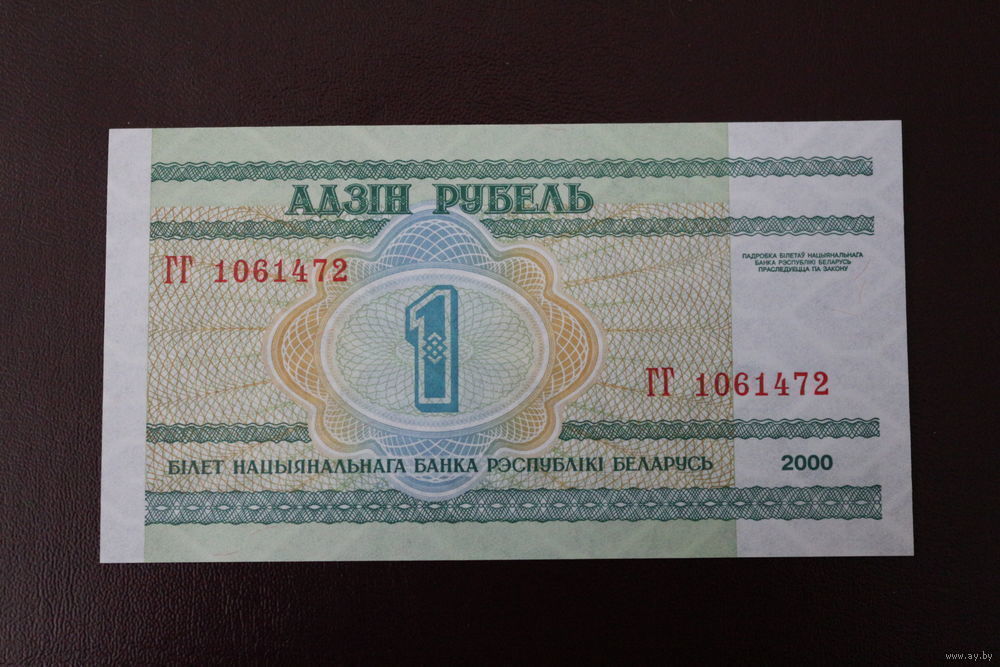 АДЗІН РУБЕЛЬ
ГГ 1061472
ПАДРОБКА БІЛЕТАЎ НАЦЫЯНАЛЬНАГА
БАНКА РЭСПУБЛІКІ БЕЛАРУСЬ
ПРАСЛЕДУЕЦЦА ПА ЗАКОНУ
1
ГГ 1061472
БІЛЕТ НАЦЫЯНАЛЬНАГА БАНКА РЭСПУБЛІКІ БЕЛАРУСЬ
2000
www.ay.by